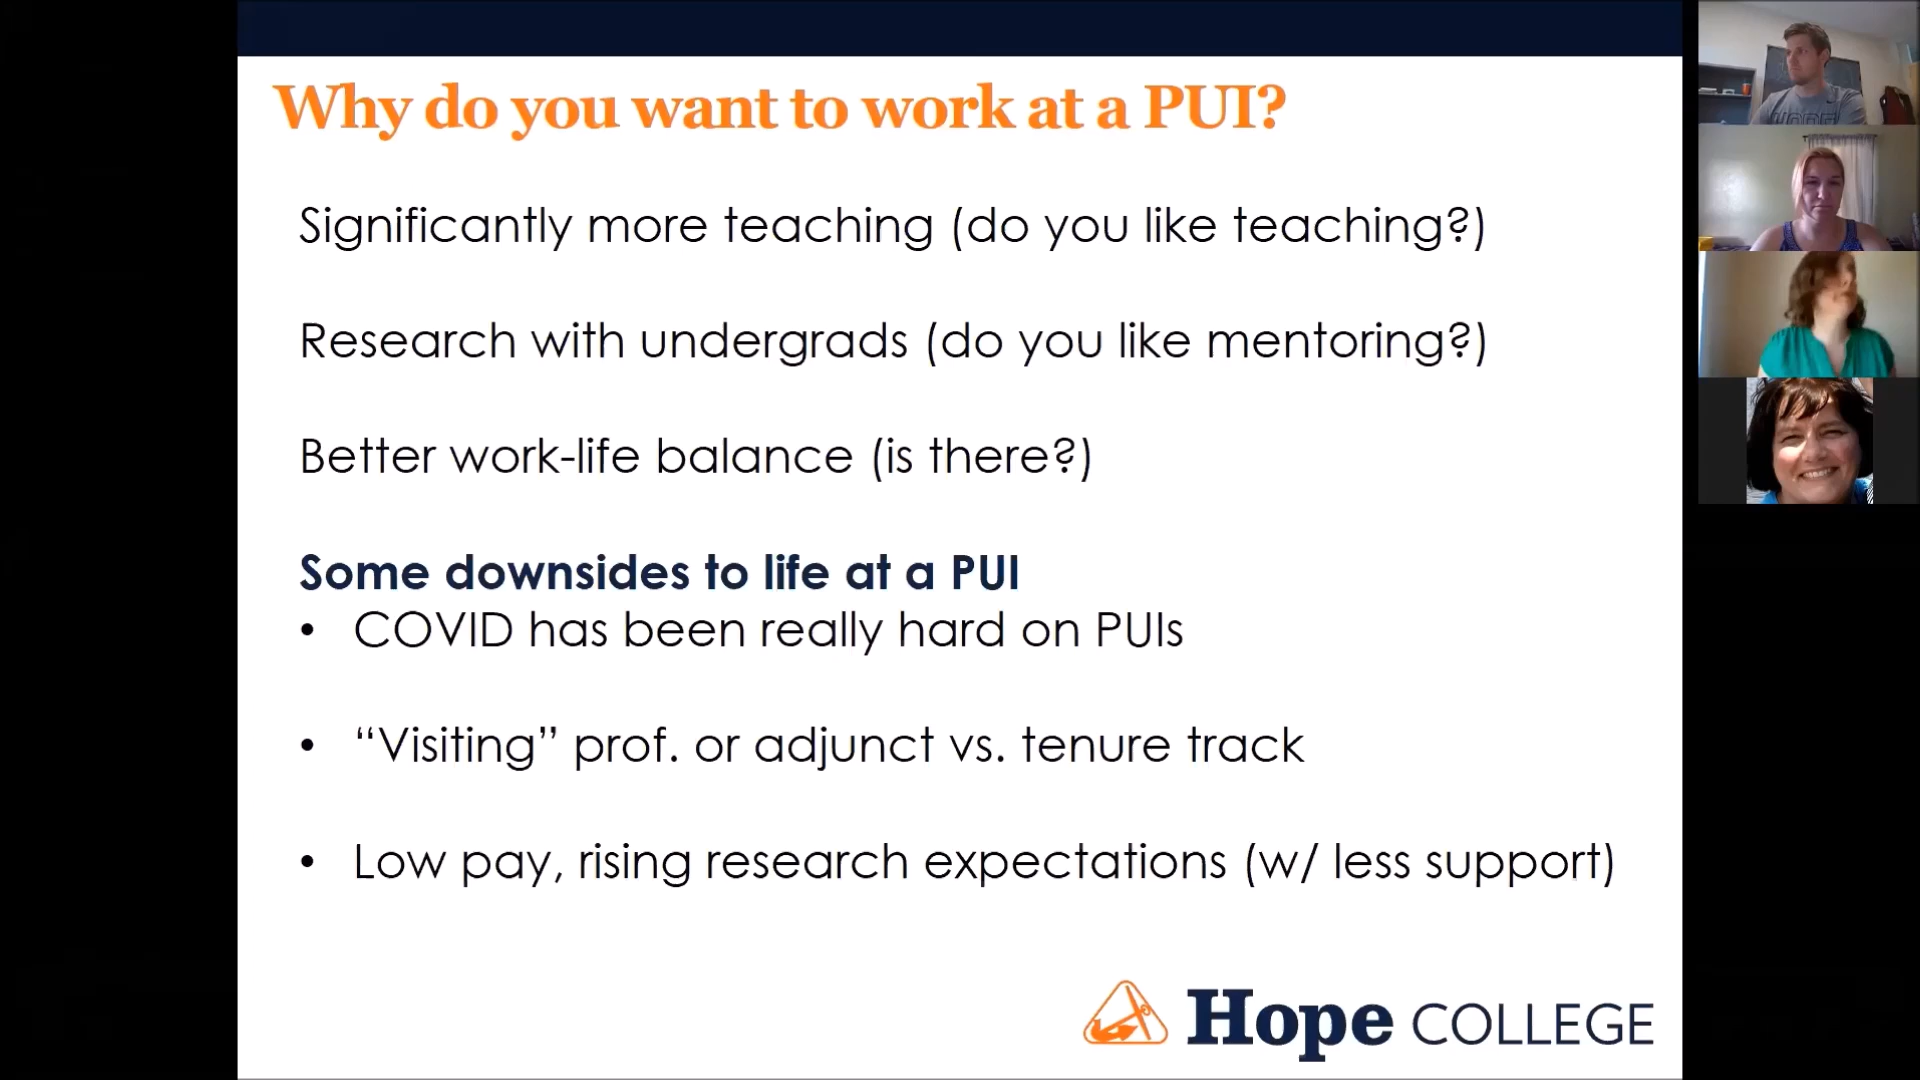 Why do you want to work at a PUI?
Significantly more teaching (do you like teaching?)
Research with undergrads (do you like mentoring?)
Better work-life balance (is there?)
Some downsides to life at a PUI
• COVID has been really hard on PUIs
• “Visiting” prof. or adjunct vs. tenure track
• Low pay, rising research expectations (w/ less support)
Hope COLLEGE
HOPE